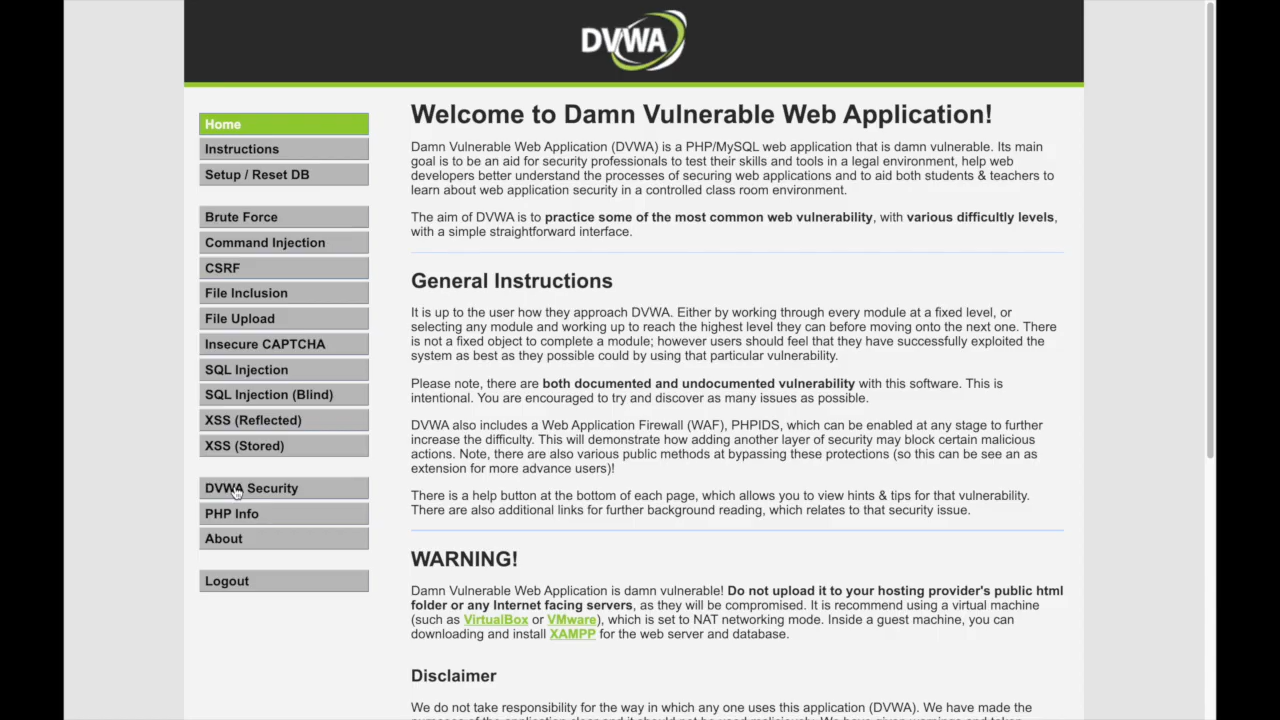 DVWA
Home
Instructions
Setup / Reset DB
Brute Force
Command Injection
CSRF
File Inclusion
File Upload
Insecure CAPTCHA
SQL Injection
SQL Injection (Blind)
XSS (Reflected)
XSS (Stored)
DVWA Security
PHP Info
About
Logout
Welcome to Damn Vulnerable Web Application!
Damn Vulnerable Web Application (DVWA) is a PHP/MySQL web application that is damn vulnerable. Its main
goal is to be an aid for security professionals to test their skills and tools in a legal environment, help web
developers better understand the processes of securing web applications and to aid both students & teachers to
learn about web application security in a controlled class room environment.
The aim of DVWA is to practice some of the most common web vulnerability, with various difficultly levels,
with a simple straightforward interface.
General Instructions
It is up to the user how they approach DVWA. Either by working through every module at a fixed level, or
selecting any module and working up to reach the highest level they can before moving onto the next one. There
is not a fixed object to complete a module; however users should feel that they have successfully exploited the
system as best as they possible could by using that particular vulnerability.
Please note, there are both documented and undocumented vulnerability with this software. This is
intentional. You are encouraged to try and discover as many issues as possible.
DVWA also includes a Web Application Firewall (WAF), PHPIDS, which can be enabled at any stage to further
increase the difficulty. This will demonstrate how adding another layer of security may block certain malicious
actions. Note, there are also various public methods at bypassing these protections (so this can be see an as
extension for more advance users)!
There is a help button at the bottom of each page, which allows you to view hints & tips for that vulnerability.
There are also additional links for further background reading, which relates to that security issue.
WARNING!
Damn Vulnerable Web Application is damn vulnerable! Do not upload it to your hosting provider's public html
folder or any Internet facing servers, as they will be compromised. It is recommend using a virtual machine
(such as VirtualBox or VMware), which is set to NAT networking mode. Inside a guest machine, you can
downloading and install XAMPP for the web server and database.
Disclaimer
We do not take responsibility for the way in which any one uses this application (DVWA). We have made the